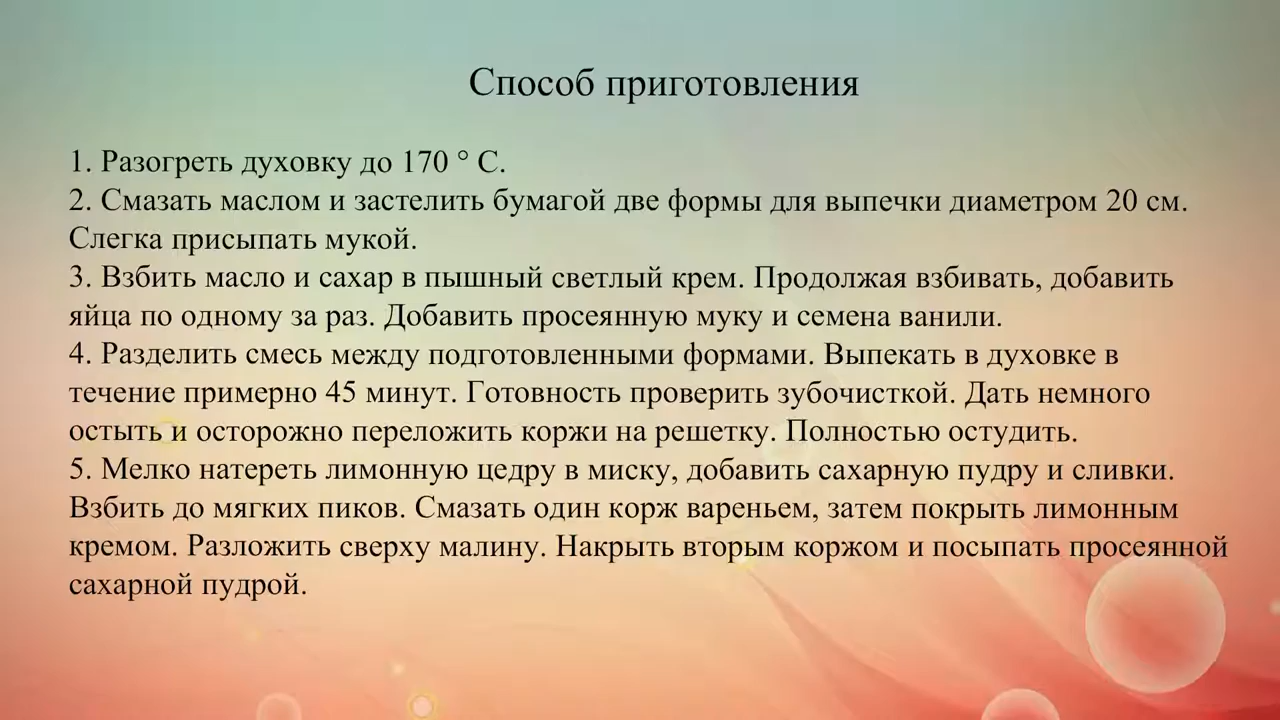 Способ приготовления
1. Разогреть духовку до 170 ° С.
2. Смазать маслом и застелить бумагой две формы для выпечки диаметром 20 см.
Слегка присыпать мукой.
3. Взбить масло и сахар в пышный светлый крем. Продолжая взбивать, добавить
яйца по одному за раз. Добавить просеянную муку и семена ванили.
4. Разделить смесь между подготовленными формами. Выпекать в духовке в
течение примерно 45 минут. Готовность проверить зубочисткой. Дать немного
остыть и осторожно переложить коржи на решетку. Полностью остудить.
5. Мелко натереть лимонную цедру в миску, добавить сахарную пудру и сливки.
Взбить до мягких пиков. Смазать один корж вареньем, затем покрыть лимонным
кремом. Разложить сверху малину. Накрыть вторым коржом и посыпать просеянной
сахарной пудрой.